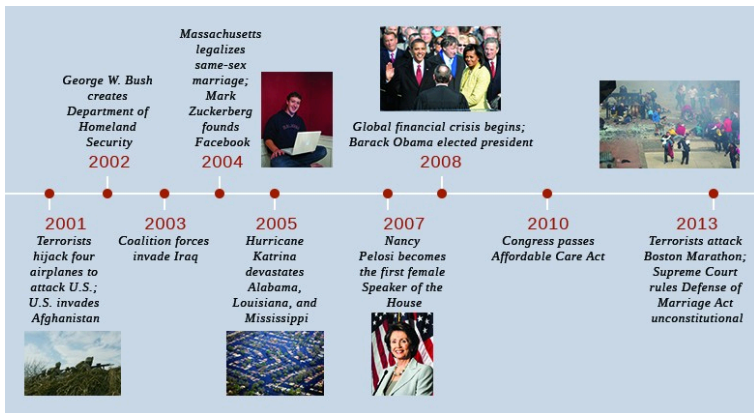 George W. Bush
creates
Department of
Homeland
Security
2002
Massachusetts
legalizes
same-sex
marriage;
Mark
Zuckerberg
founds
Facebook
2004
Global financial crisis begins;
Barack Obama elected president
2008
2001
Terrorists
hijack four
airplanes to
attack U.S.;
U.S. invades
Afghanistan
2003
Coalition forces
invade Iraq
2005
Hurricane
Katrina
devastates
Alabama,
Louisiana, and
Mississippi
2007
Nancy
Pelosi becomes
the first female
Speaker of the
House
2010
Congress passes
Affordable Care Act
2013
Terrorists attack
Boston Marathon;
Supreme Court
rules Defense of
Marriage Act
unconstitutional